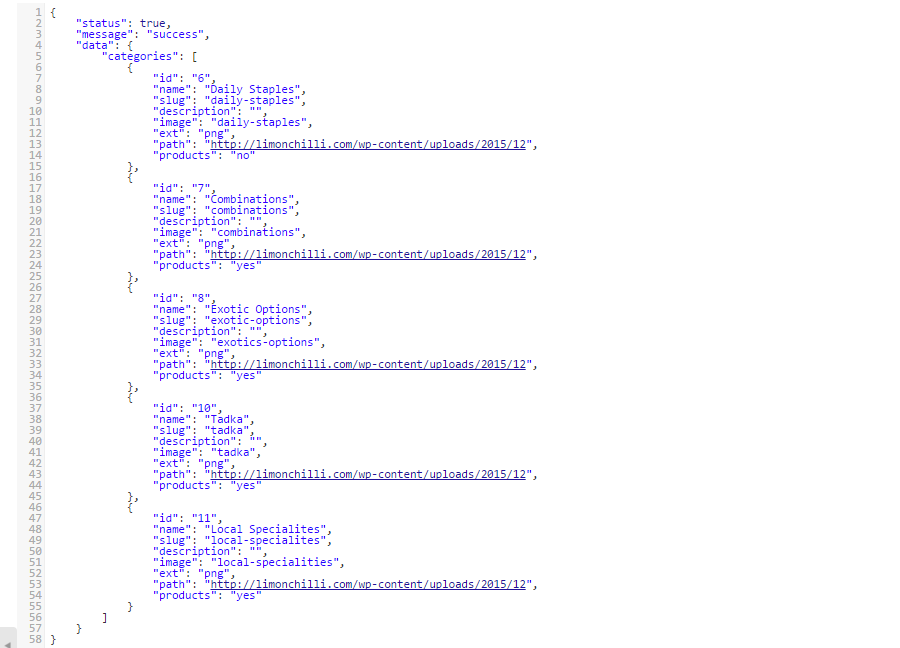 1 {
2     "status": true,
3     "message": "success",
4     "data": {
5         "categories": [
6             {
7                 "id": "6",
8                 "name": "Daily Staples",
9                 "slug": "daily-staples",
10                 "description": "",
11                 "image": "daily-staples",
12                 "ext": "png",
13                 "path": "http://limonchilli.com/wp-content/uploads/2015/12",
14                 "products": "no"
15             },
16             {
17                 "id": "7",
18                 "name": "Combinations",
19                 "slug": "combinations",
20                 "description": "",
21                 "image": "combinations",
22                 "ext": "png",
23                 "path": "http://limonchilli.com/wp-content/uploads/2015/12",
24                 "products": "yes"
25             },
26             {
27                 "id": "8",
28                 "name": "Exotic Options",
29                 "slug": "exotic-options",
30                 "description": "",
31                 "image": "exotics-options",
32                 "ext": "png",
33                 "path": "http://limonchilli.com/wp-content/uploads/2015/12",
34                 "products": "yes"
35             },
36             {
37                 "id": "10",
38                 "name": "Tadka",
39                 "slug": "tadka",
40                 "description": "",
41                 "image": "tadka",
42                 "ext": "png",
43                 "path": "http://limonchilli.com/wp-content/uploads/2015/12",
44                 "products": "yes"
45             },
46             {
47                 "id": "11",
48                 "name": "Local Specialites",
49                 "slug": "local-specialites",
50                 "description": "",
51                 "image": "local-specialities",
52                 "ext": "png",
53                 "path": "http://limonchilli.com/wp-content/uploads/2015/12",
54                 "products": "yes"
55             }
56         ]
57     }
58 }